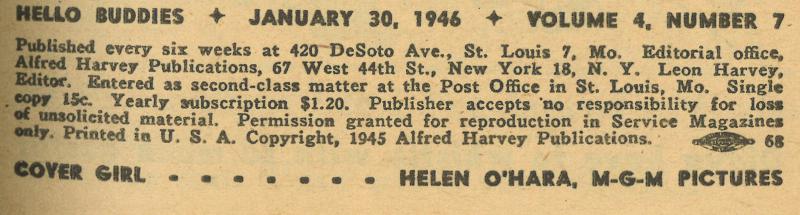 HELLO BUDDIES ✦ JANUARY 30, 1946 ✦ VOLUME 4, NUMBER 7
Published every six weeks at 420 DeSoto Ave., St. Louis 7, Mo. Editorial office,
Alfred Harvey Publications, 67 West 44th St., New York 18, N. Y. Leon Harvey,
Editor. Entered as second-class matter at the Post Office in St. Louis, Mo. Single
copy 15c. Yearly subscription $1.20. Publisher accepts no responsibility for loss
of unsolicited material. Permission granted for reproduction in Service Magazines
only. Printed in U. S. A. Copyright, 1945 Alfred Harvey Publications. 68
COVER GIRL - - - - - - - HELEN O'HARA, M-G-M PICTURES